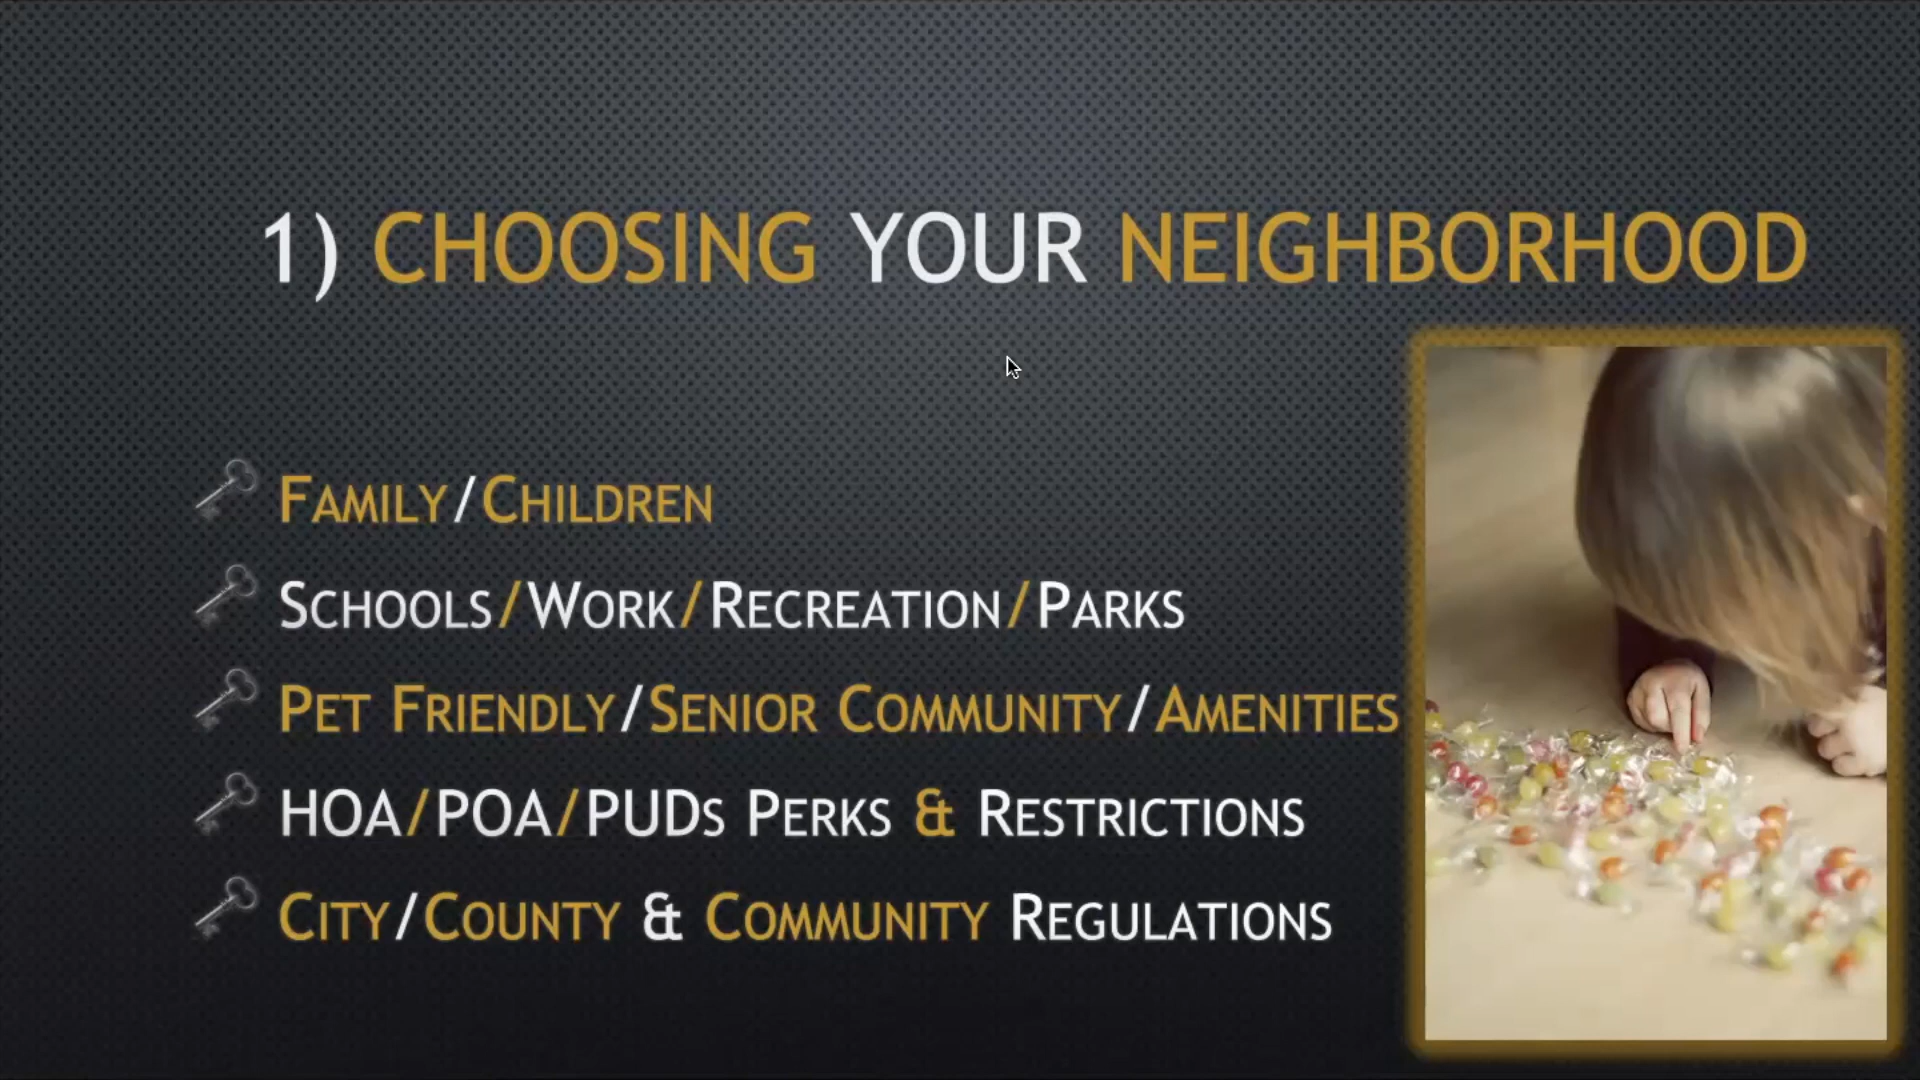 1) CHOOSING YOUR NEIGHBORHOOD
FAMILY/CHILDREN
SCHOOLS/WORK/RECREATION/PARKS
PET FRIENDLY/SENIOR COMMUNITY/AMENITIES
HOA/POA/PUDS PERKS & RESTRICTIONS
CITY/COUNTY & COMMUNITY REGULATIONS